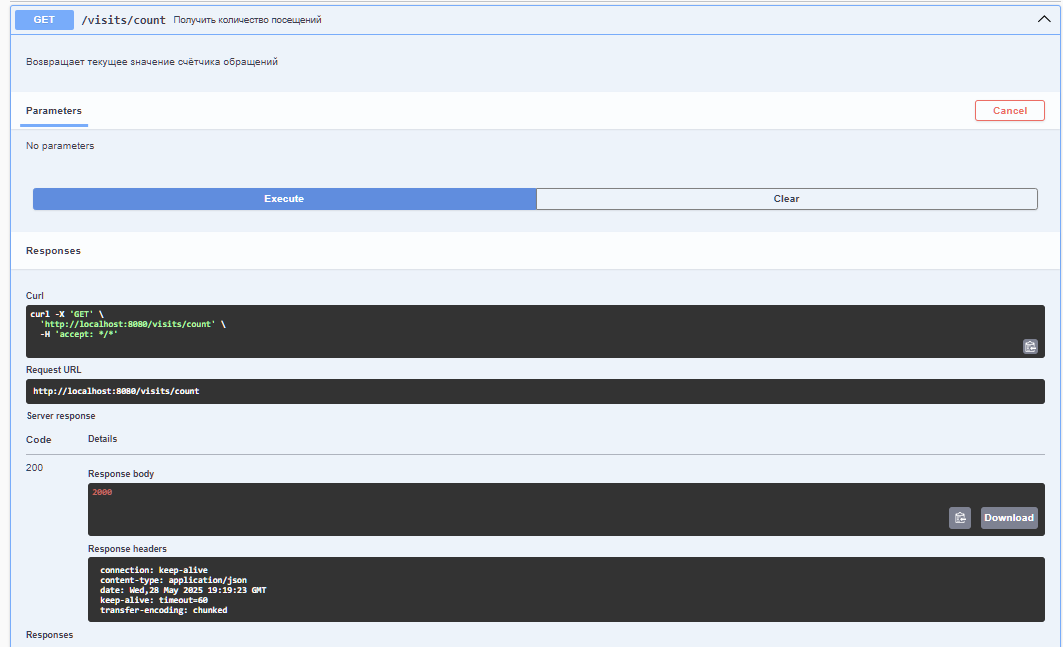 GET /visits/count Получить количество посещений
Возвращает текущее значение счётчика обращений
Parameters Cancel
No parameters
Execute Clear
Responses
Curl
curl -X 'GET' \
'http://localhost:8080/visits/count' \
-H 'accept: */*'
Request URL
http://localhost:8080/visits/count
Server response
Code Details
200
Response body
2000
Download
Response headers
connection: keep-alive
content-type: application/json
date: Wed,28 May 2025 19:19:23 GMT
keep-alive: timeout=60
transfer-encoding: chunked
Responses